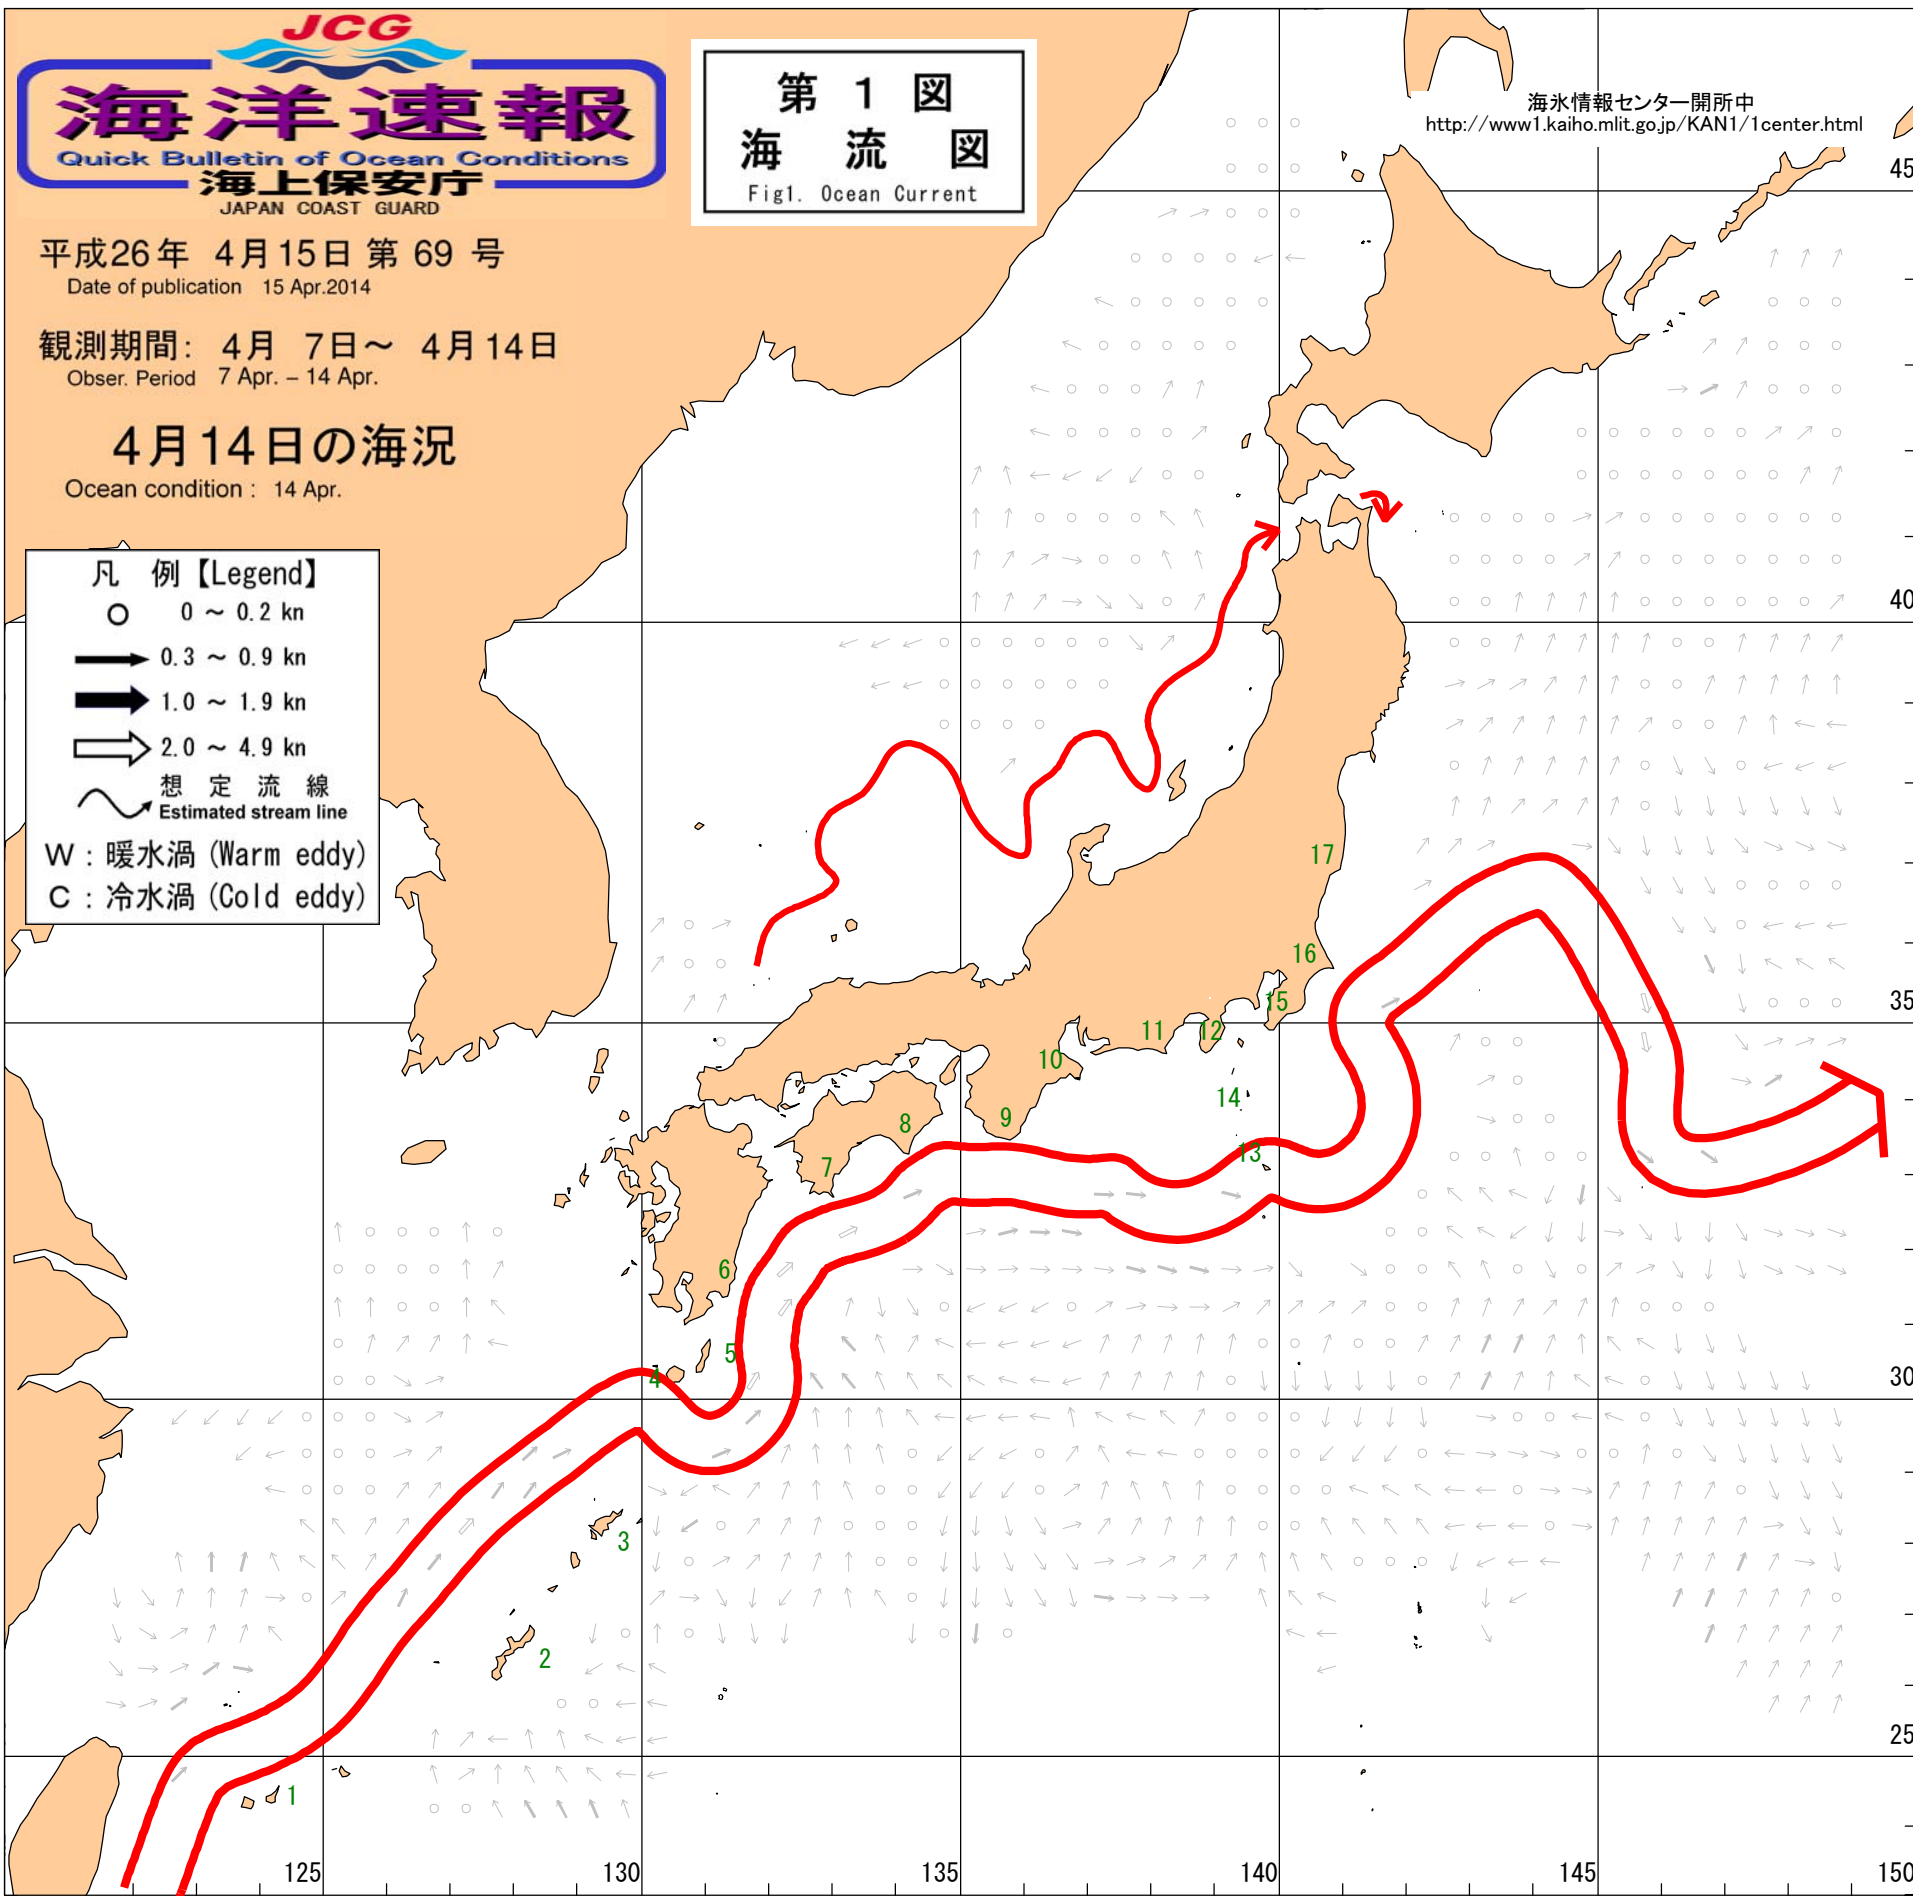 JCG
海洋速報
Quick Bulletin of Ocean Conditions
海上保安庁
JAPAN COAST GUARD
平成26年 4月15日 第 69 号
Date of publication 15 Apr.2014
観測期間: 4月 7日～ 4月14日
Obser. Period 7 Apr. – 14 Apr.
4月14日の海況
Ocean condition : 14 Apr.
第 1 図
海 流 図
Fig1. Ocean Current
海氷情報センター開所中
http://www1.kaiho.mlit.go.jp/KAN1/1center.html
凡 例【Legend】
0 ～ 0.2 kn
0.3 ～ 0.9 kn
1.0 ～ 1.9 kn
2.0 ～ 4.9 kn
想 定 流 線
Estimated stream line
W : 暖水渦 (Warm eddy)
C : 冷水渦 (Cold eddy)
45
40
35
30
25
17
16
15
12
11
10
14
9
8
13
7
6
5
4
3
2
1
125
130
135
140
145
150